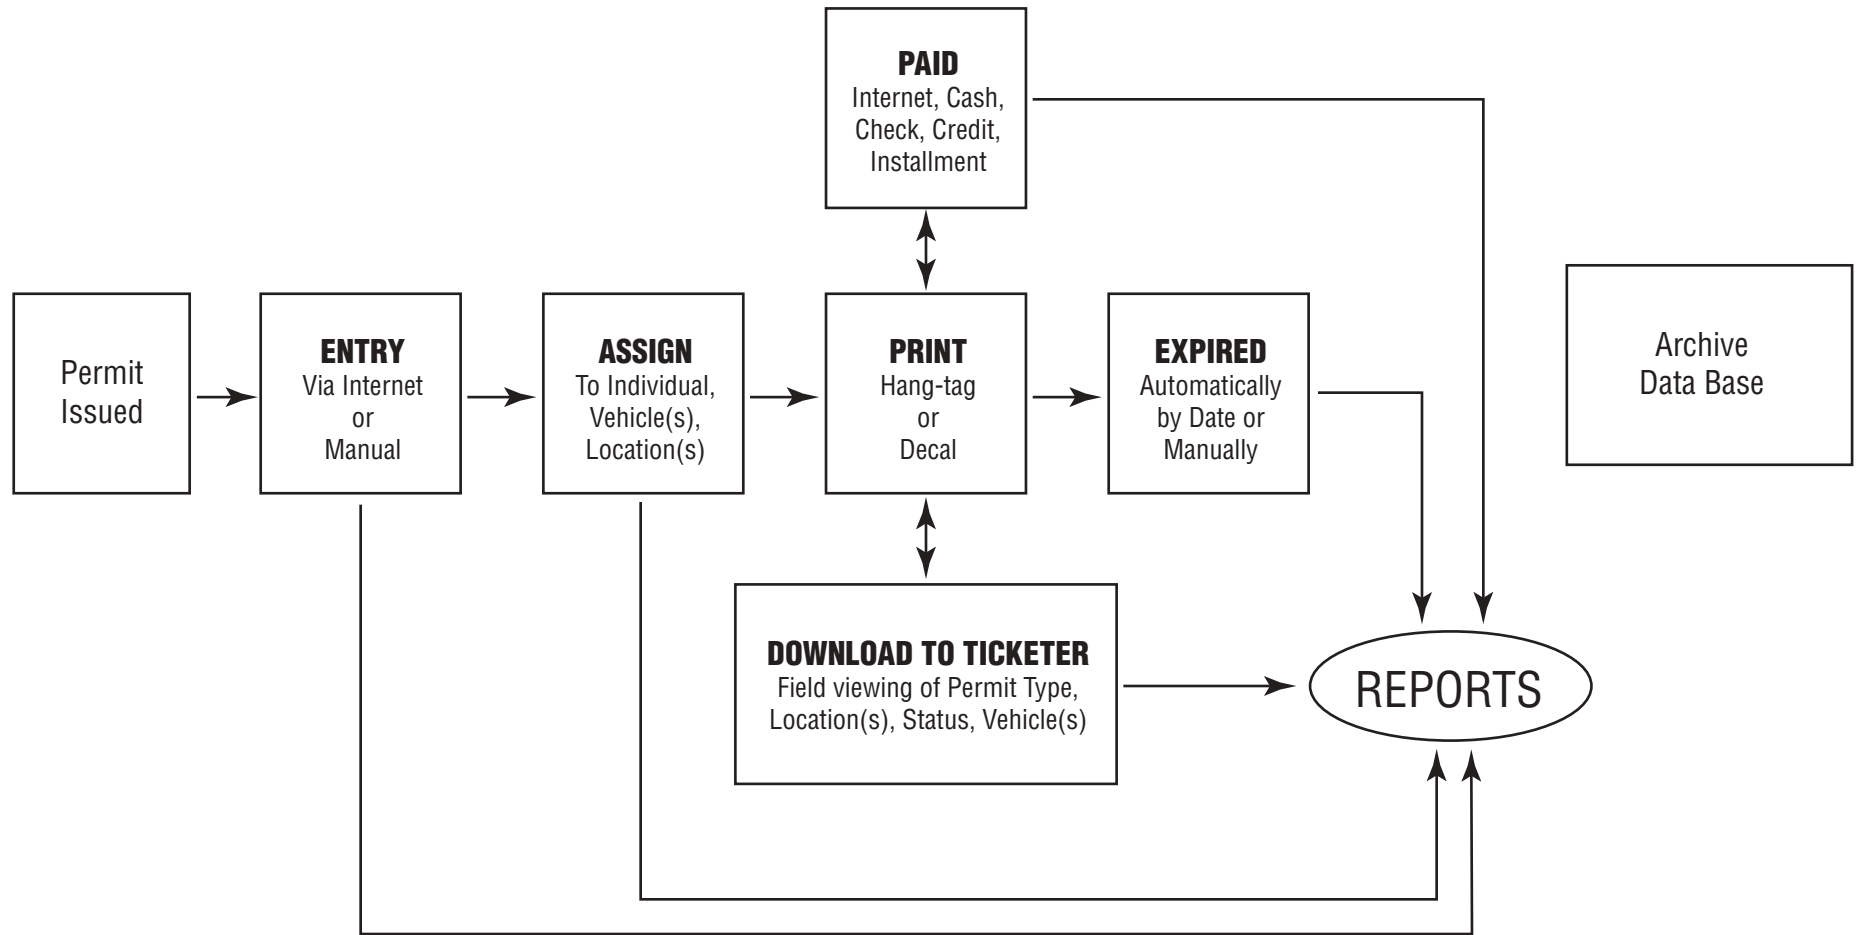 PAID
Internet, Cash,
Check, Credit,
Installment
Permit
Issued
ENTRY
Via Internet
or
Manual
ASSIGN
To Individual,
Vehicle(s),
Location(s)
PRINT
Hang-tag
or
Decal
EXPIRED
Automatically
by Date or
Manually
Archive
Data Base
DOWNLOAD TO TICKETER
Field viewing of Permit Type,
Location(s), Status, Vehicle(s)
REPORTS